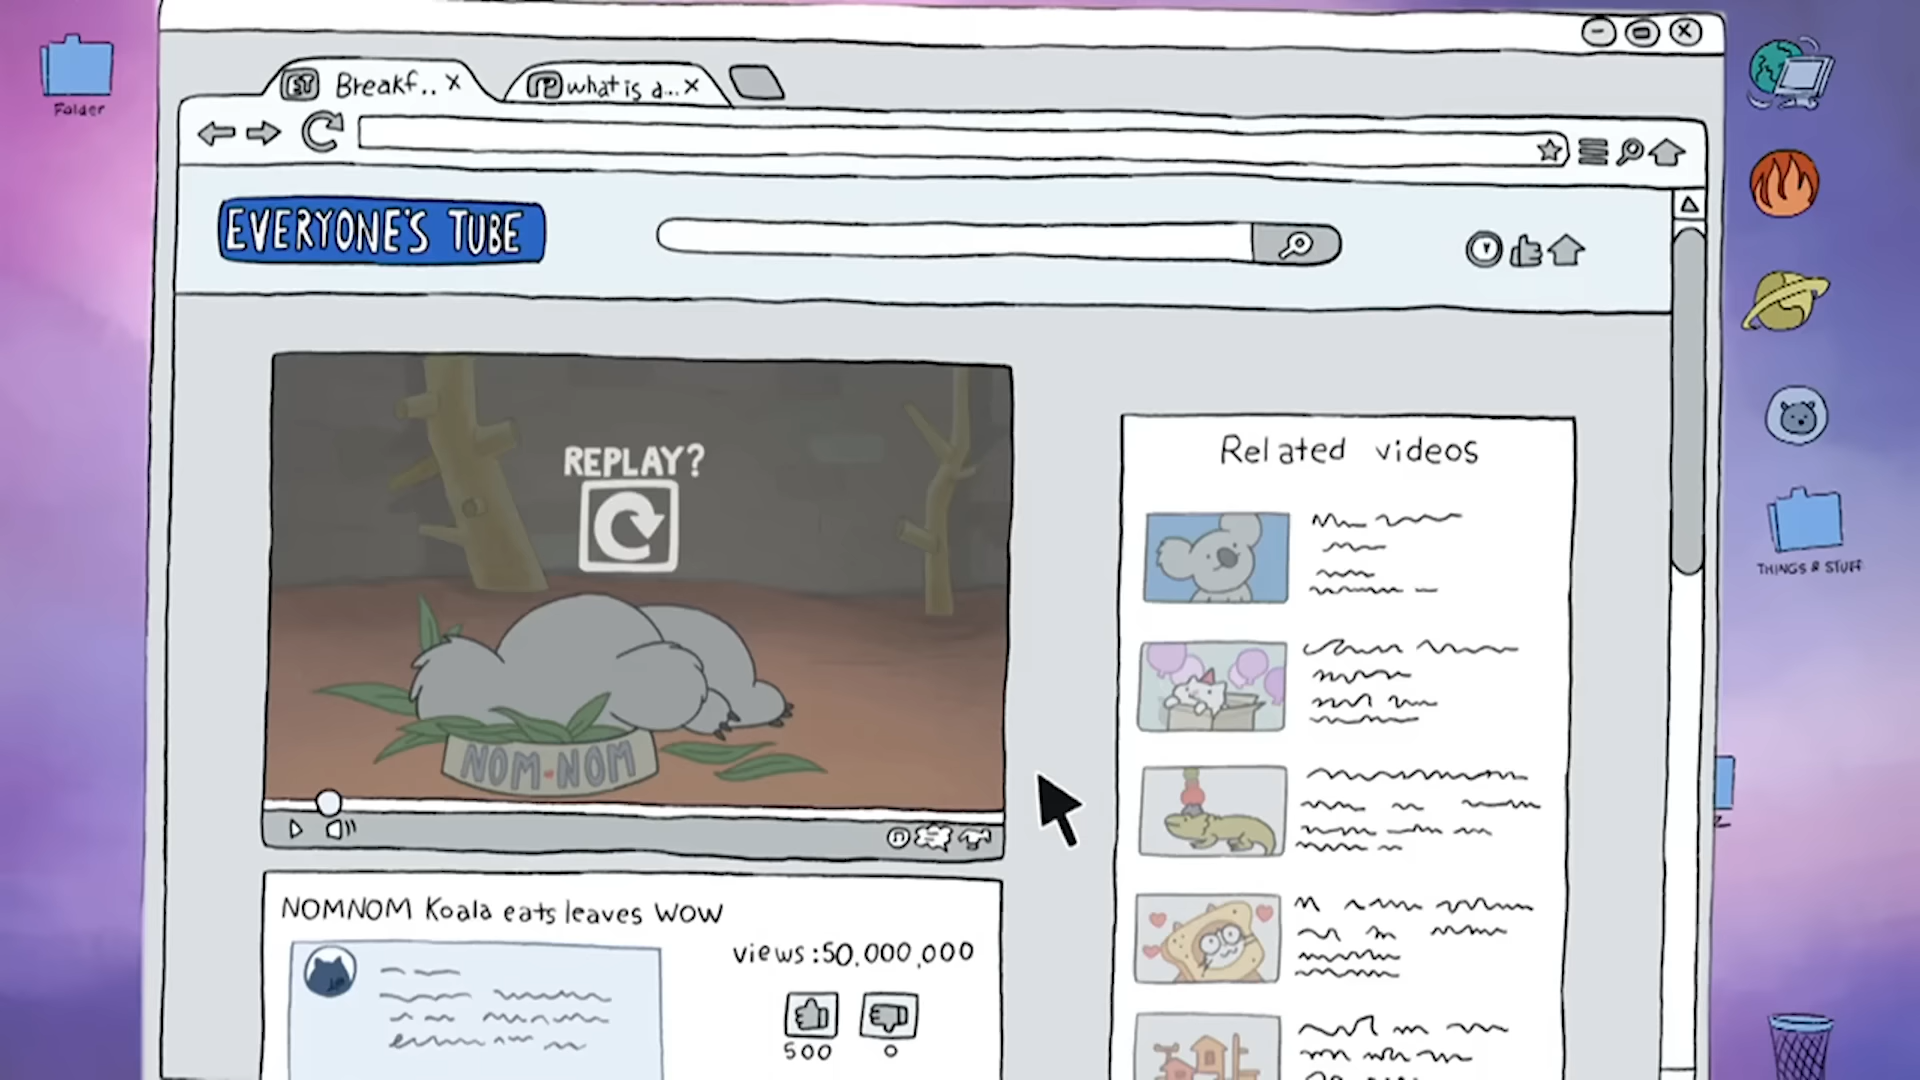 Folder
Breakf..
what is a...
EVERYONE'S TUBE
REPLAY?
NOM•NOM
NOMNOM Koala eats leaves WOW
views:50,000,000
500
0
Related videos
THINGS & STUFF